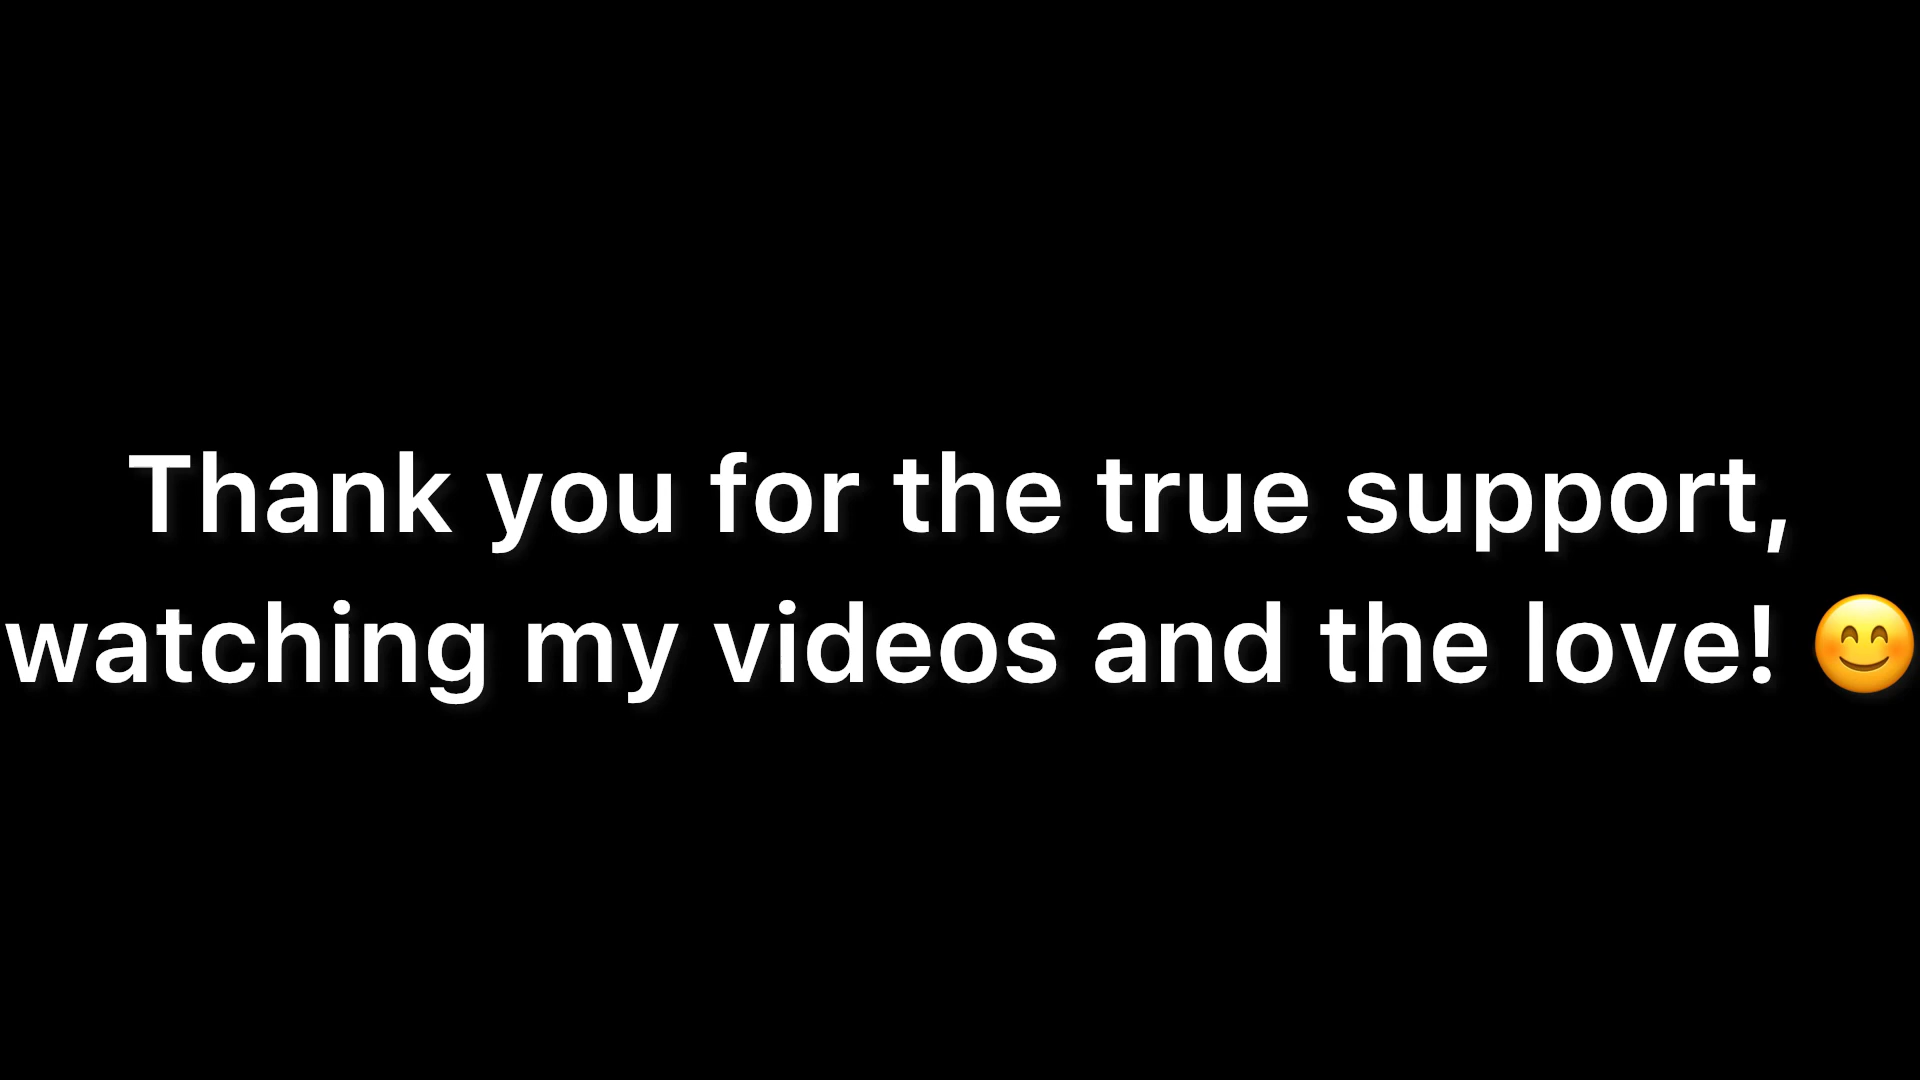 Thank you for the true support,
watching my videos and the love! 😊